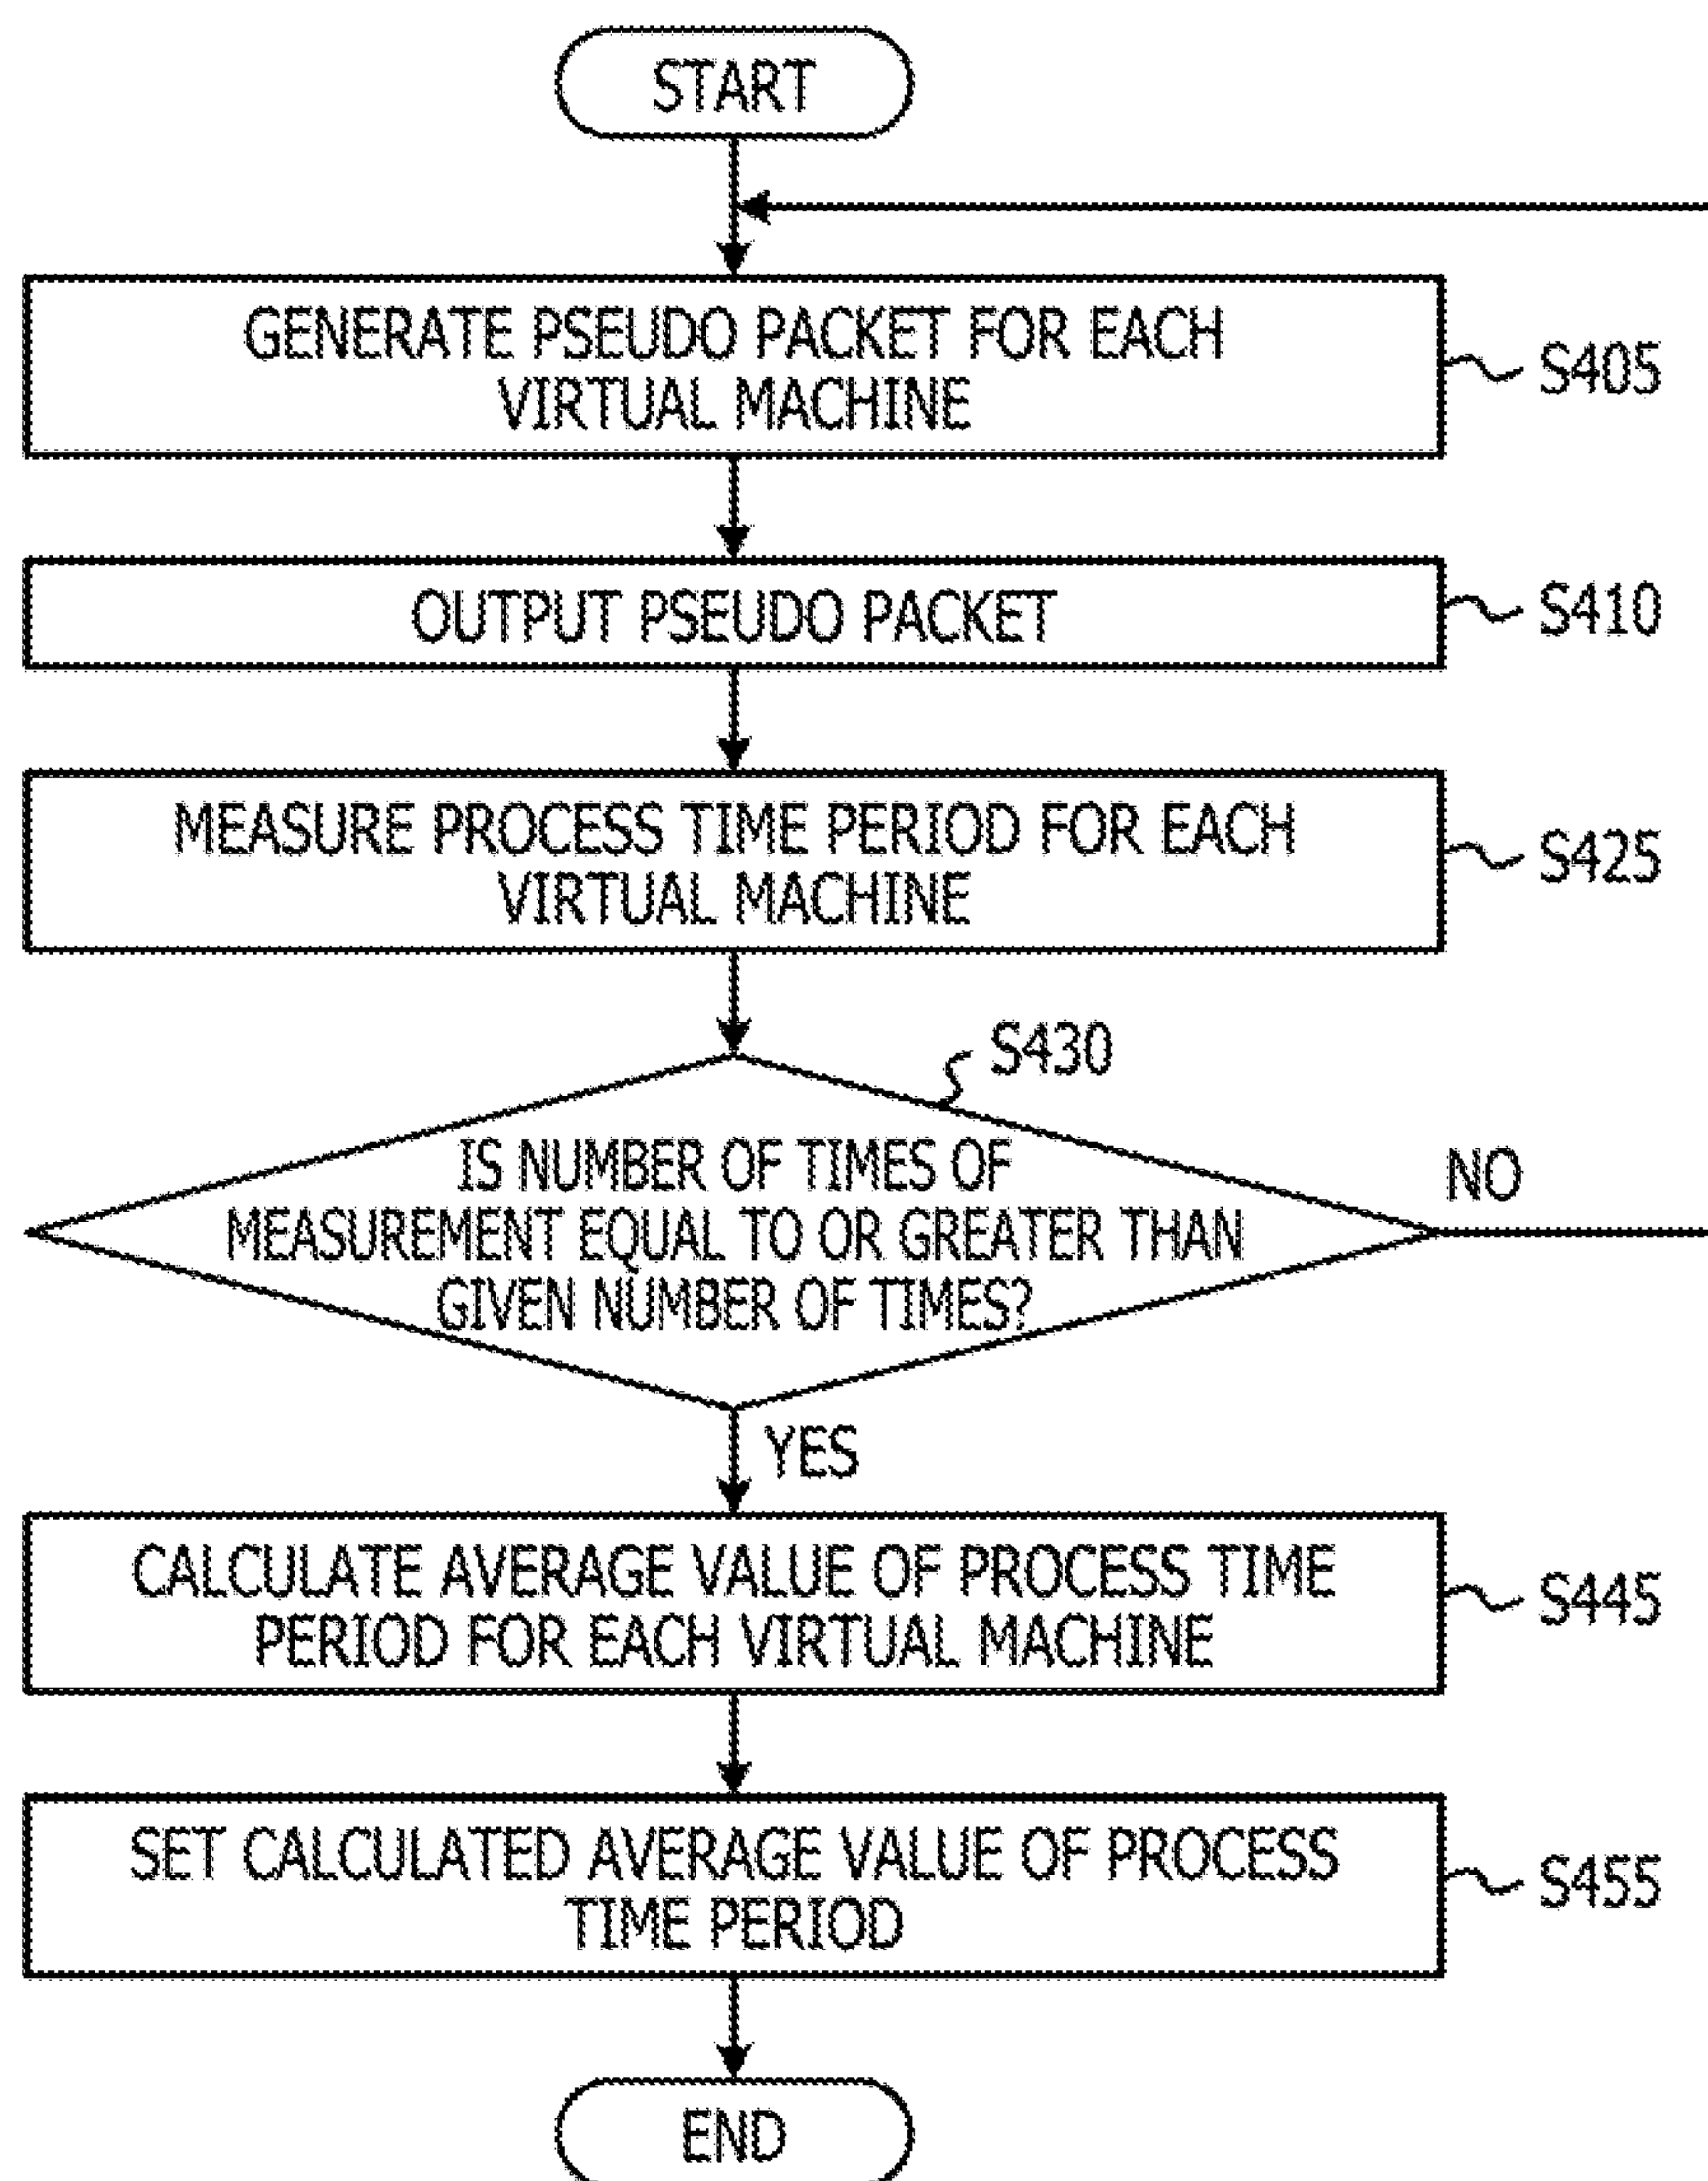 START
GENERATE PSEUDO PACKET FOR EACH
VIRTUAL MACHINE
S405
OUTPUT PSEUDO PACKET
S410
MEASURE PROCESS TIME PERIOD FOR EACH
VIRTUAL MACHINE
S425
S430
IS NUMBER OF TIMES OF
MEASUREMENT EQUAL TO OR GREATER THAN
GIVEN NUMBER OF TIMES?
NO
YES
CALCULATE AVERAGE VALUE OF PROCESS TIME
PERIOD FOR EACH VIRTUAL MACHINE
S445
SET CALCULATED AVERAGE VALUE OF PROCESS
TIME PERIOD
S455
END